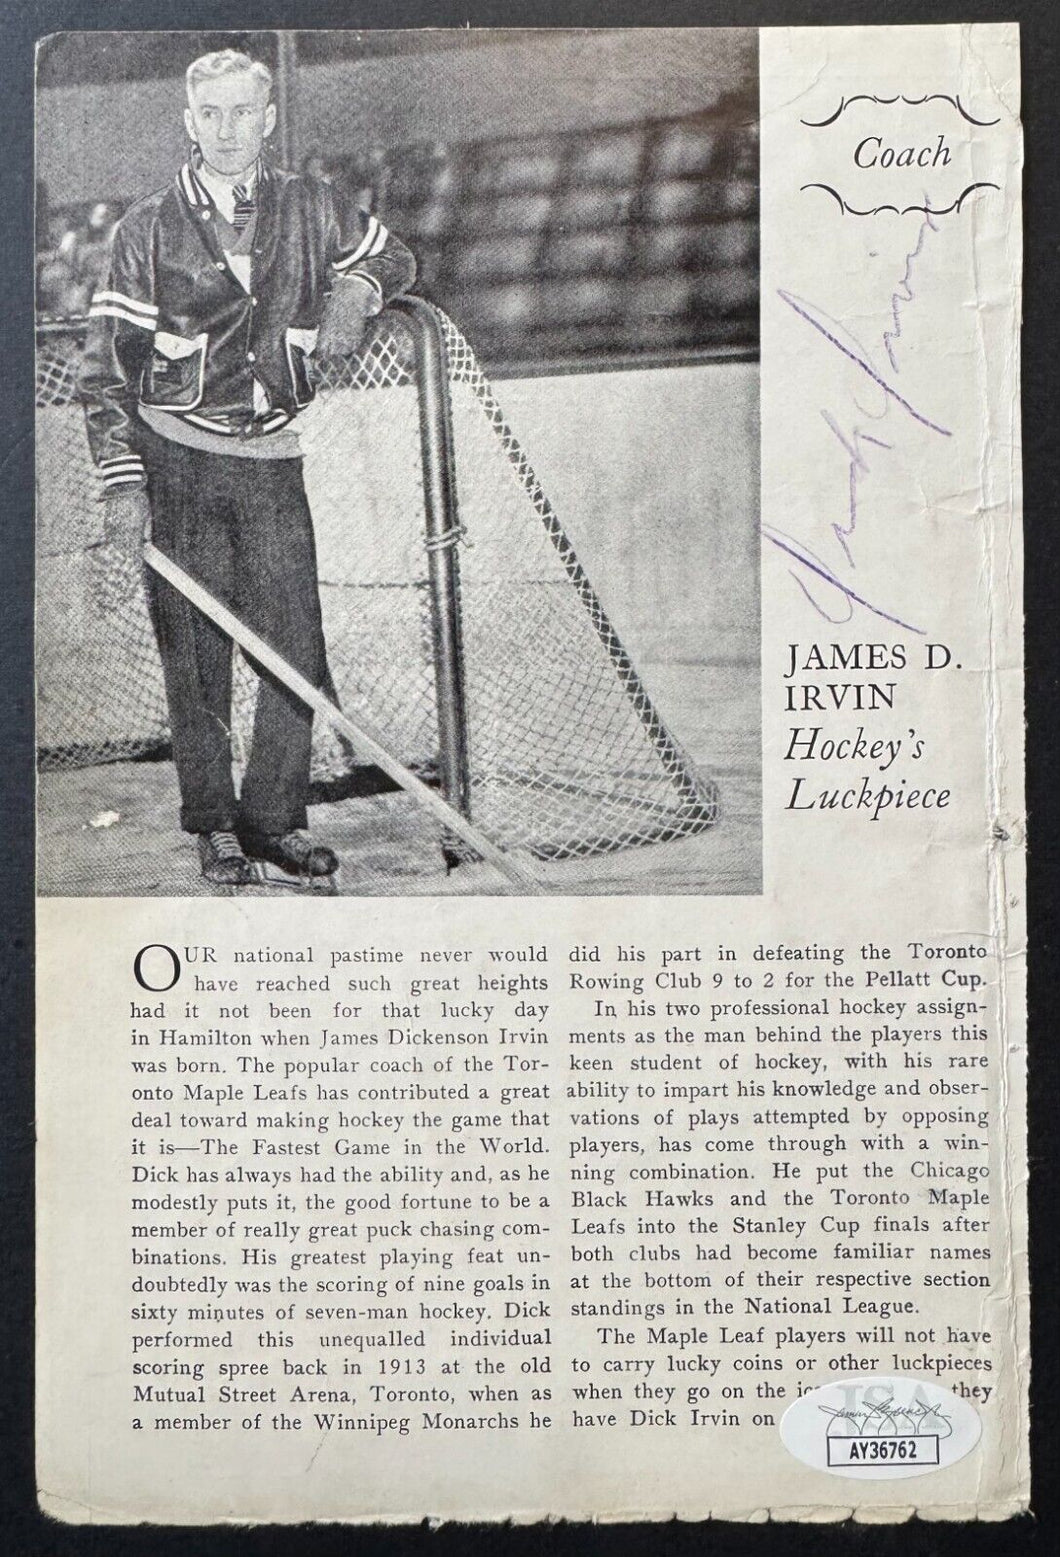 Coach
Dick Irvin
JAMES D.
IRVIN
Hockey's
Luckpiece
OUR national pastime never would
have reached such great heights
had it not been for that lucky day
in Hamilton when James Dickenson Irvin
was born. The popular coach of the Tor-
onto Maple Leafs has contributed a great
deal toward making hockey the game that
it is—The Fastest Game in the World.
Dick has always had the ability and, as he
modestly puts it, the good fortune to be a
member of really great puck chasing com-
binations. His greatest playing feat un-
doubtedly was the scoring of nine goals in
sixty minutes of seven-man hockey. Dick
performed this unequalled individual
scoring spree back in 1913 at the old
Mutual Street Arena, Toronto, when as
a member of the Winnipeg Monarchs he
did his part in defeating the Toronto
Rowing Club 9 to 2 for the Pellatt Cup.
In his two professional hockey assign-
ments as the man behind the players this
keen student of hockey, with his rare
ability to impart his knowledge and obser-
vations of plays attempted by opposing
players, has come through with a win-
ning combination. He put the Chicago
Black Hawks and the Toronto Maple
Leafs into the Stanley Cup finals after
both clubs had become familiar names
at the bottom of their respective section
standings in the National League.
The Maple Leaf players will not have
to carry lucky coins or other luckpieces
when they go on the they
have Dick Irvin on
JSA
AY36762